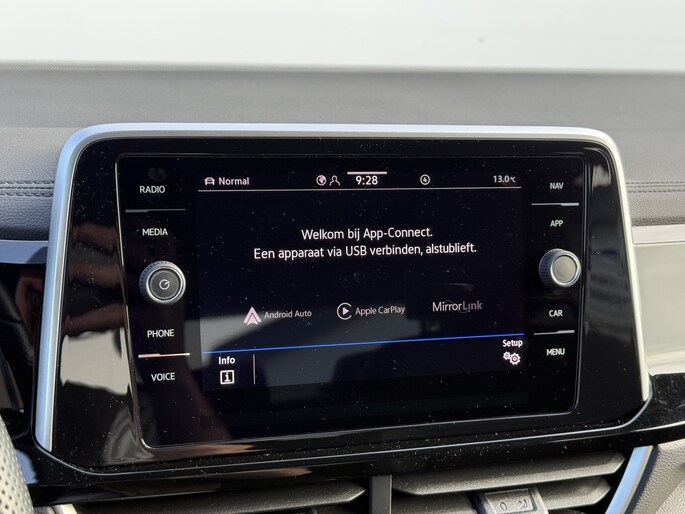 RADIO
MEDIA
PHONE
VOICE
Normal
9:28
4
13,0°C
Welkom bij App-Connect.
Een apparaat via USB verbinden, alstublieft.
Android Auto
Apple CarPlay
MirrorLink
Info
Setup
NAV
APP
CAR
MENU